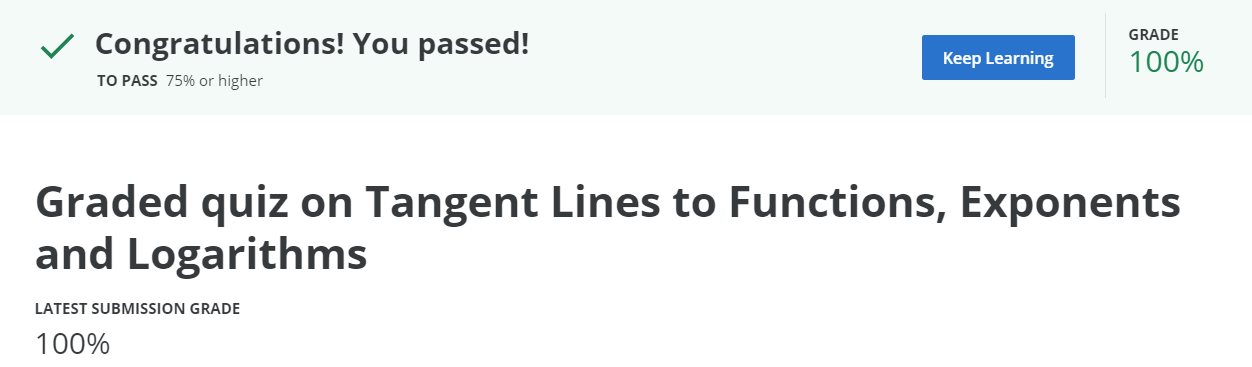 Congratulations! You passed!
TO PASS 75% or higher
Keep Learning
GRADE
100%
Graded quiz on Tangent Lines to Functions, Exponents
and Logarithms
LATEST SUBMISSION GRADE
100%